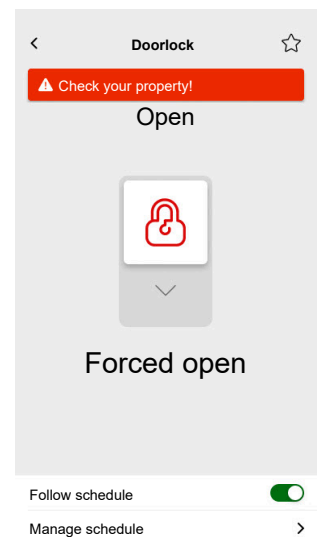 Doorlock
Check your property!
Open
Forced open
Follow schedule
Manage schedule